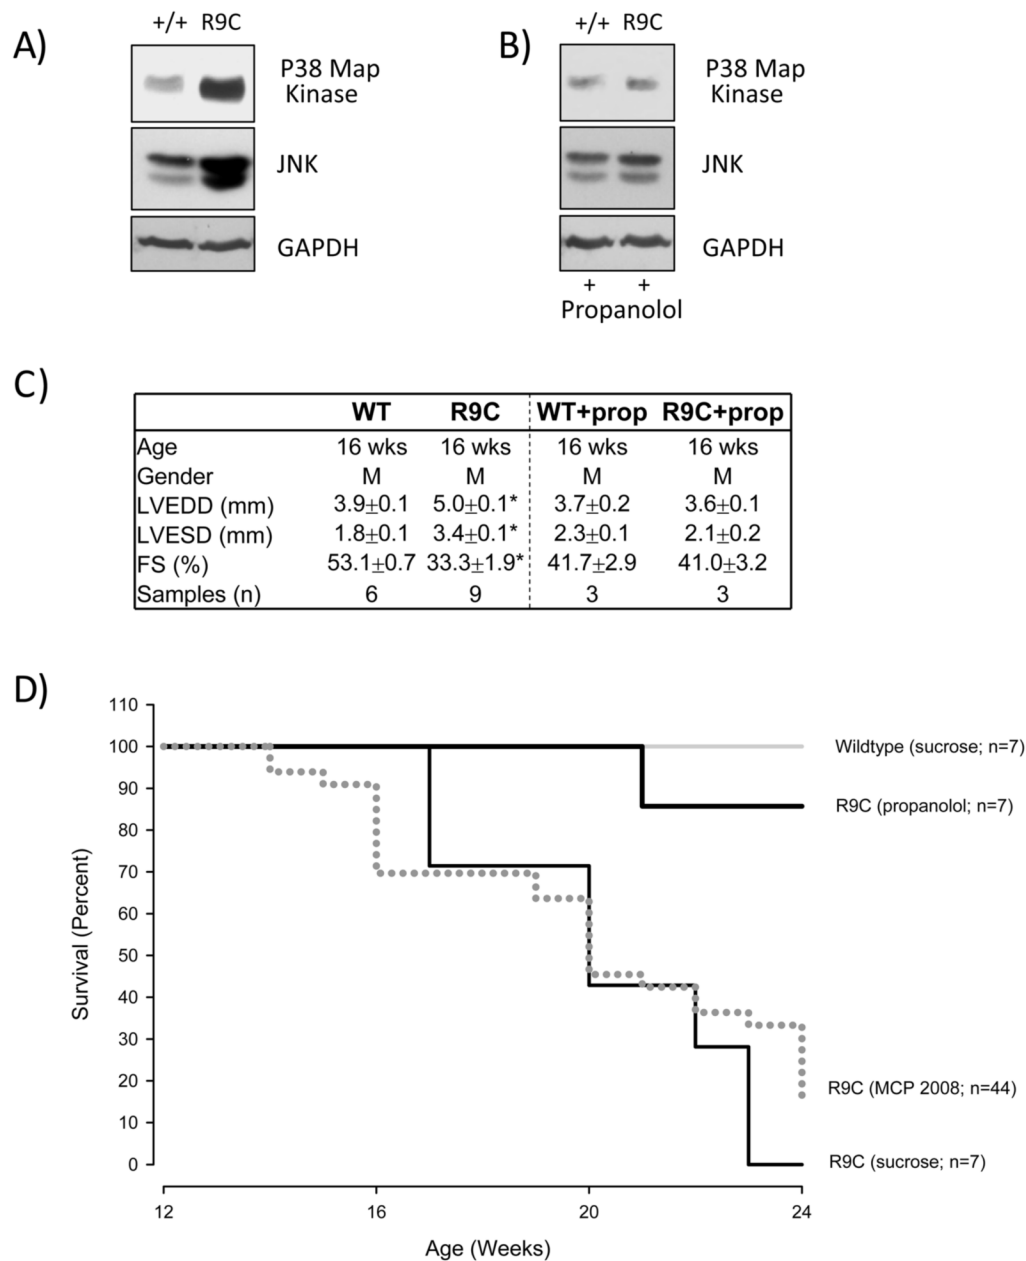 A)
+/+ R9C
P38 Map
Kinase
JNK
GAPDH
B)
+/+ R9C
P38 Map
Kinase
JNK
GAPDH
+ +
Propanolol
C)
WT R9C WT+prop R9C+prop
Age 16 wks 16 wks 16 wks 16 wks
Gender M M M M
LVEDD (mm) 3.9±0.1 5.0±0.1* 3.7±0.2 3.6±0.1
LVESD (mm) 1.8±0.1 3.4±0.1* 2.3±0.1 2.1±0.2
FS (%) 53.1±0.7 33.3±1.9* 41.7±2.9 41.0±3.2
Samples (n) 6 9 3 3
D)
Survival (Percent)
110
100
90
80
70
60
50
40
30
20
10
0
Wildtype (sucrose; n=7)
R9C (propanolol; n=7)
R9C (MCP 2008; n=44)
R9C (sucrose; n=7)
12 16 20 24
Age (Weeks)